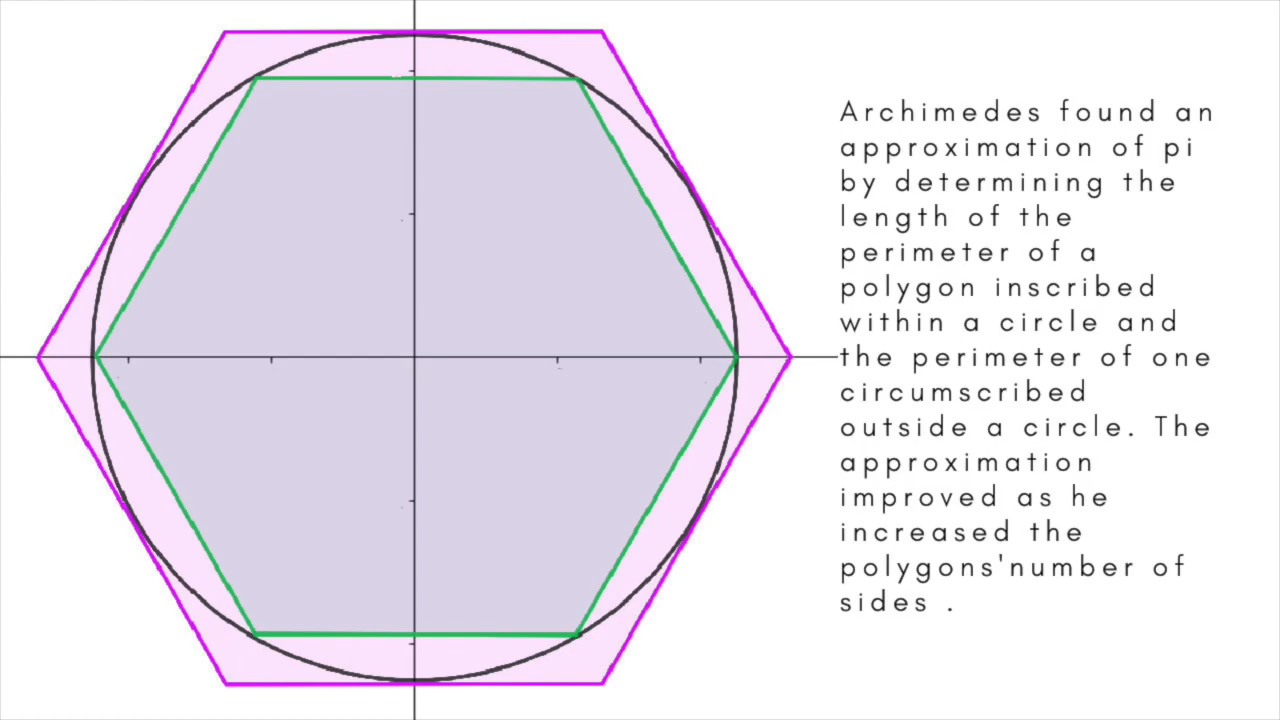 Archimedes found an
approximation of pi
by determining the
length of the
perimeter of a
polygon inscribed
within a circle and
the perimeter of one
circumscribed
outside a circle. The
approximation
improved as he
increased the
polygons'number of
sides .